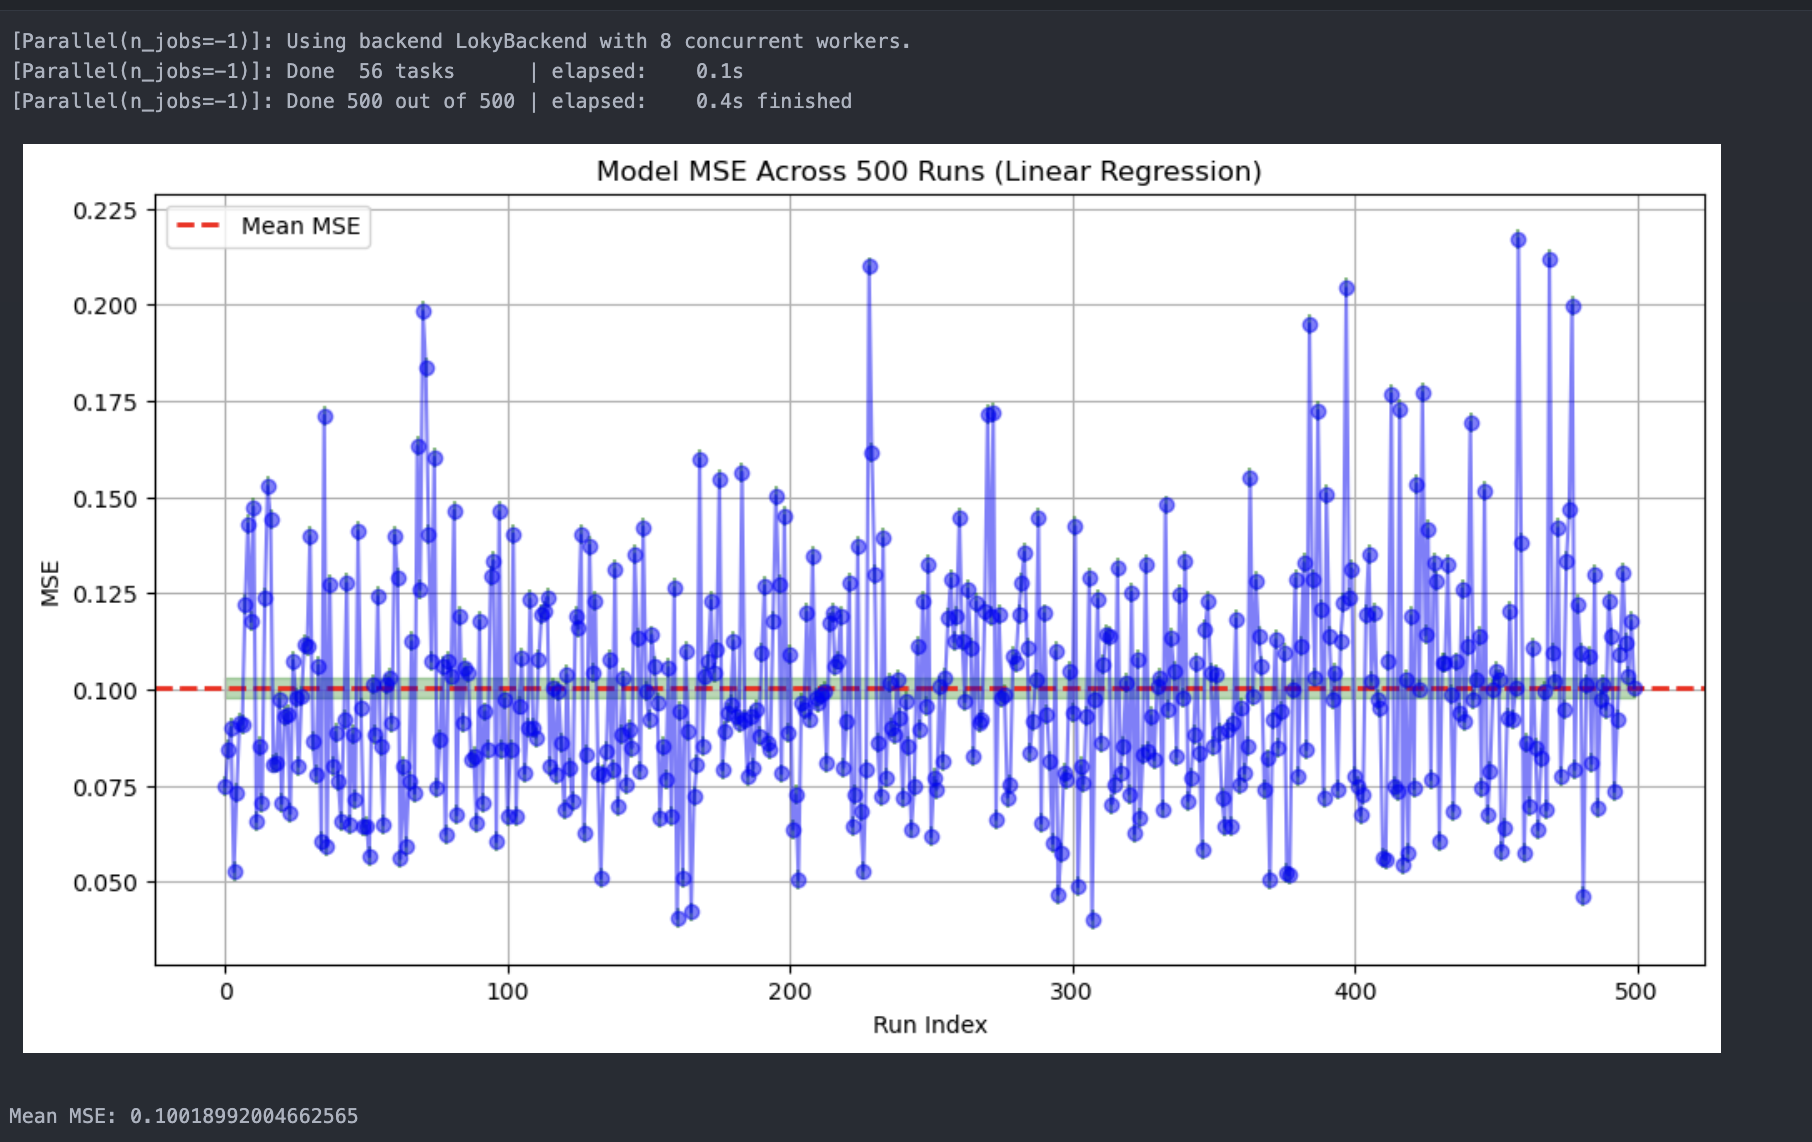 [Parallel(n_jobs=-1)]: Using backend LokyBackend with 8 concurrent workers.
[Parallel(n_jobs=-1)]: Done  56 tasks      | elapsed:    0.1s
[Parallel(n_jobs=-1)]: Done 500 out of 500 | elapsed:    0.4s finished
Model MSE Across 500 Runs (Linear Regression)
Mean MSE
0.225
0.200
0.175
0.150
0.125
0.100
0.075
0.050
MSE
0 100 200 300 400 500
Run Index
Mean MSE: 0.10018992004662565